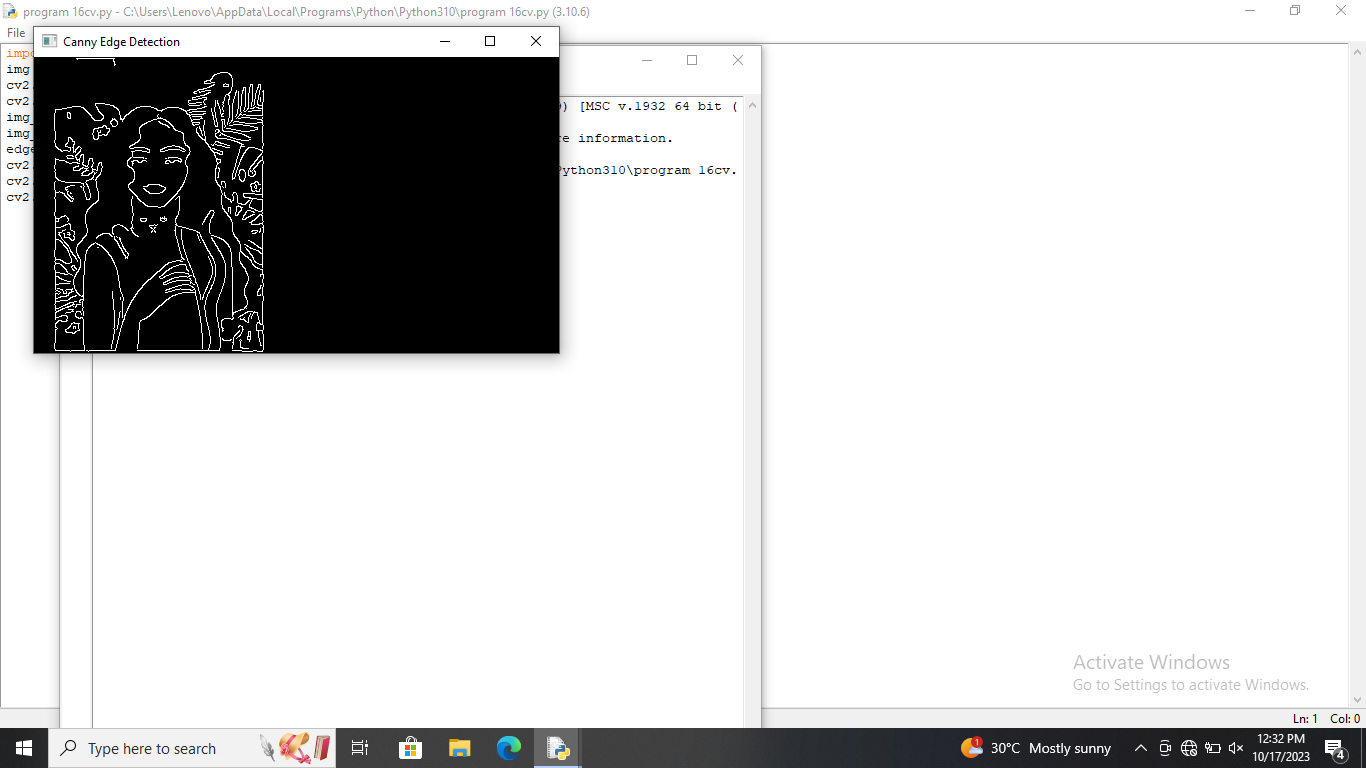 program 16cv.py - C:\Users\Lenovo\AppData\Local\Programs\Python\Python310\program 16cv.py (3.10.6)
File
Canny Edge Detection
img
cv2
cv2
) [MSC v.1932 64 bit (
img_
img_
information.
edge
cv2
Python310\program 16cv.
cv2
cv2
Activate Windows
Go to Settings to activate Windows.
Ln: 1 Col: 0
Type here to search
1
30°C Mostly sunny
12:32 PM
10/17/2023
4